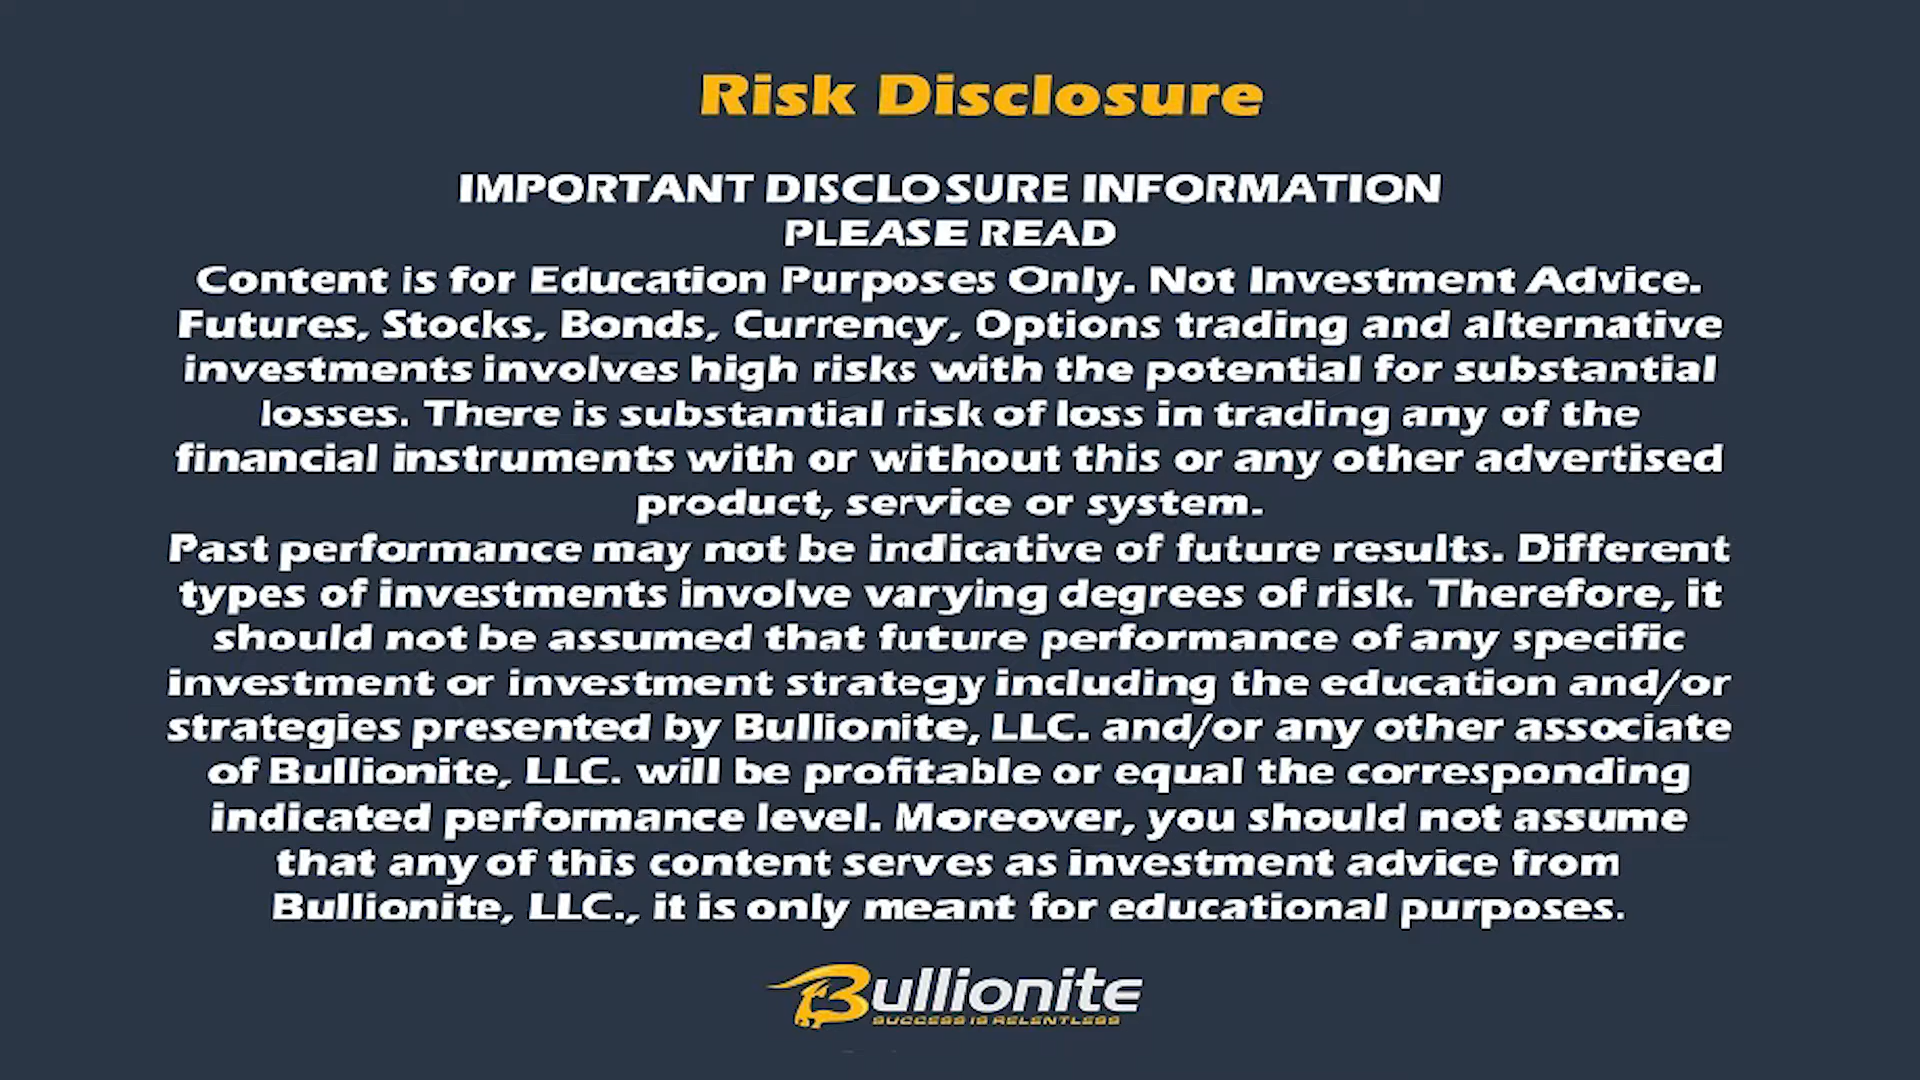 Risk Disclosure
IMPORTANT DISCLOSURE INFORMATION
PLEASE READ
Content is for Education Purposes Only. Not Investment Advice.
Futures, Stocks, Bonds, Currency, Options trading and alternative
investments involves high risks with the potential for substantial
losses. There is substantial risk of loss in trading any of the
financial instruments with or without this or any other advertised
product, service or system.
Past performance may not be indicative of future results. Different
types of investments involve varying degrees of risk. Therefore, it
should not be assumed that future performance of any specific
investment or investment strategy including the education and/or
strategies presented by Bullionite, LLC. and/or any other associate
of Bullionite, LLC. will be profitable or equal the corresponding
indicated performance level. Moreover, you should not assume
that any of this content serves as investment advice from
Bullionite, LLC., it is only meant for educational purposes.
Bullionite
SUCCESS IS RELENTLESS